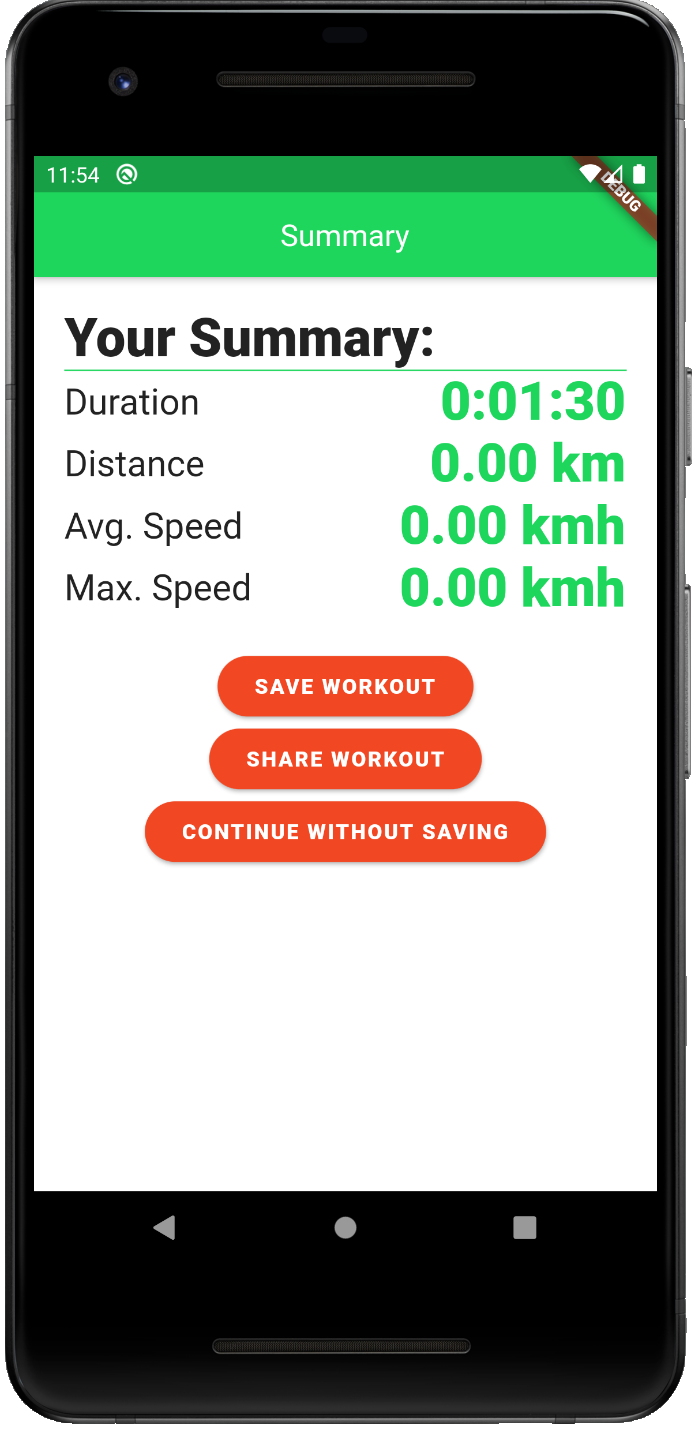 11:54
DEBUG
Summary
Your Summary:
Duration 0:01:30
Distance 0.00 km
Avg. Speed 0.00 kmh
Max. Speed 0.00 kmh
SAVE WORKOUT
SHARE WORKOUT
CONTINUE WITHOUT SAVING